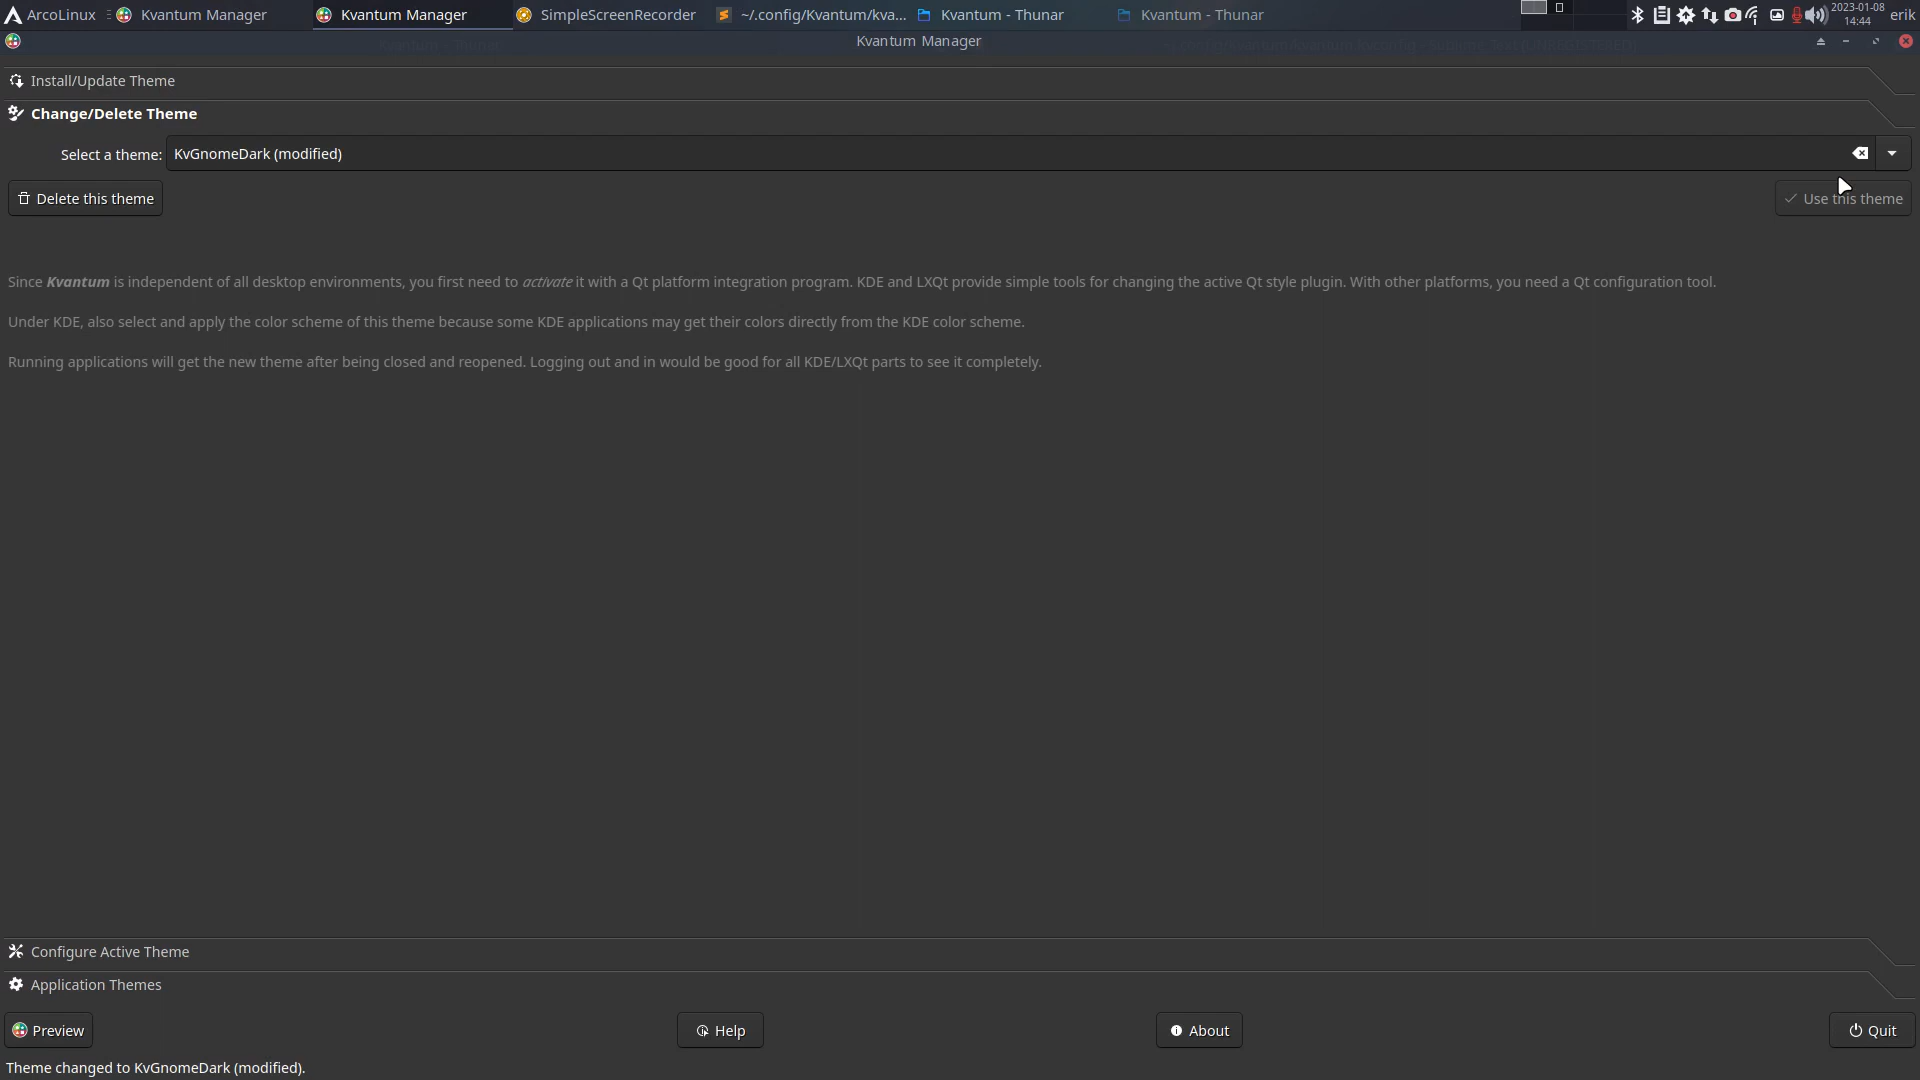 ArcoLinux Kvantum Manager Kvantum Manager SimpleScreenRecorder ~/.config/Kvantum/kva... Kvantum - Thunar Kvantum - Thunar 2023-01-08 14:44 erik
Kvantum Manager
Install/Update Theme
Change/Delete Theme
Select a theme: KvGnomeDark (modified)
Delete this theme Use this theme
Since Kvantum is independent of all desktop environments, you first need to activate it with a Qt platform integration program. KDE and LXQt provide simple tools for changing the active Qt style plugin. With other platforms, you need a Qt configuration tool.
Under KDE, also select and apply the color scheme of this theme because some KDE applications may get their colors directly from the KDE color scheme.
Running applications will get the new theme after being closed and reopened. Logging out and in would be good for all KDE/LXQt parts to see it completely.
Configure Active Theme
Application Themes
Preview Help About Quit
Theme changed to KvGnomeDark (modified).